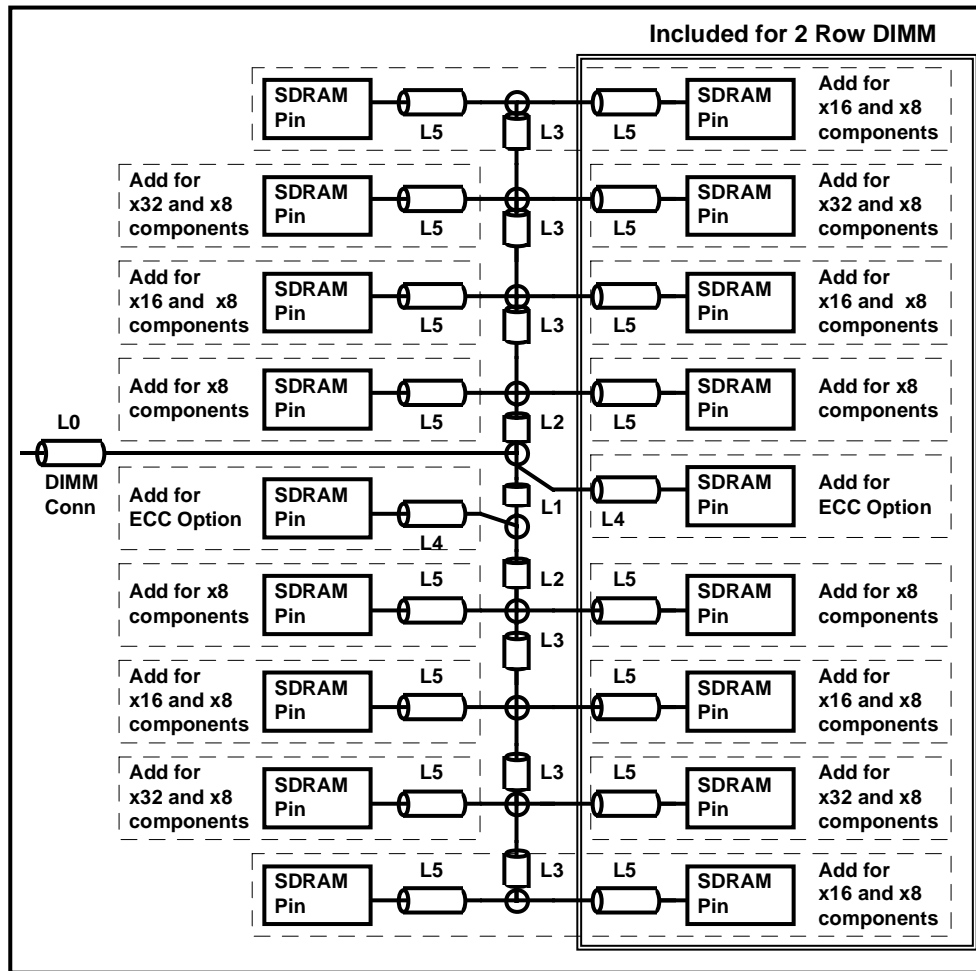 Included for 2 Row DIMM
SDRAM
Pin
L5
L3
L5
SDRAM
Pin
Add for
x16 and x8
components
Add for
x32 and x8
components
SDRAM
Pin
L5
L3
L5
SDRAM
Pin
Add for
x32 and x8
components
Add for
x16 and x8
components
SDRAM
Pin
L5
L3
L5
SDRAM
Pin
Add for
x16 and x8
components
Add for x8
components
SDRAM
Pin
L5
L2
L5
SDRAM
Pin
Add for x8
components
L0
DIMM
Conn
Add for
ECC Option
SDRAM
Pin
L4
L1
L4
SDRAM
Pin
Add for
ECC Option
Add for x8
components
SDRAM
Pin
L5
L2
L3
L5
SDRAM
Pin
Add for x8
components
Add for
x16 and x8
components
SDRAM
Pin
L5
L5
SDRAM
Pin
Add for
x16 and x8
components
Add for
x32 and x8
components
SDRAM
Pin
L5
L3
L5
SDRAM
Pin
Add for
x32 and x8
components
SDRAM
Pin
L5
L3
L5
SDRAM
Pin
Add for
x16 and x8
components